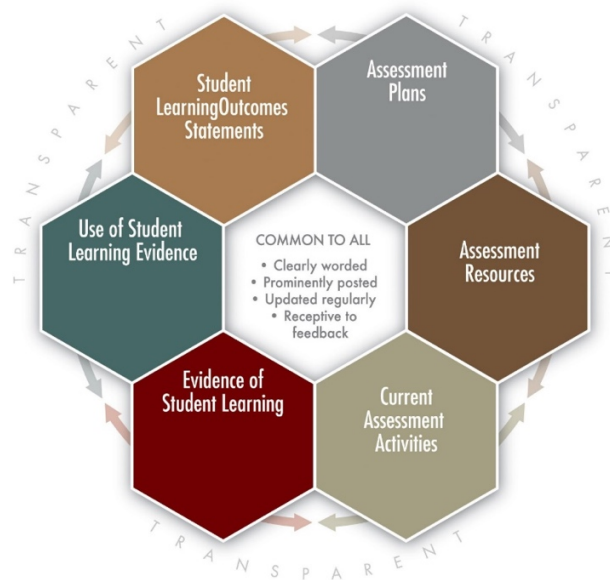 TRANSPARENT
TRANSPARENT
Student
LearningOutcomes
Statements
Assessment
Plans
Use of Student
Learning Evidence
COMMON TO ALL
• Clearly worded
• Prominently posted
• Updated regularly
• Receptive to
feedback
Assessment
Resources
Evidence of
Student Learning
Current
Assessment
Activities
TRANSPARENT